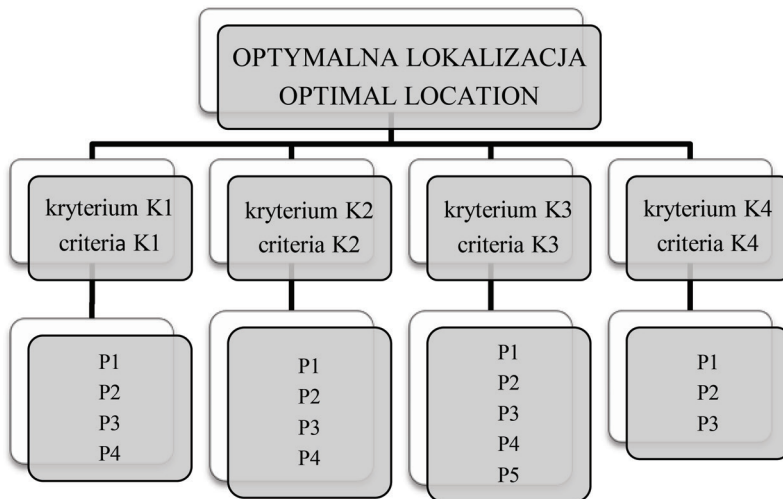 OPTYMALNA LOKALIZACJA
OPTIMAL LOCATION
kryterium K1
criteria K1
kryterium K2
criteria K2
kryterium K3
criteria K3
kryterium K4
criteria K4
P1
P2
P3
P4
P1
P2
P3
P4
P1
P2
P3
P4
P5
P1
P2
P3